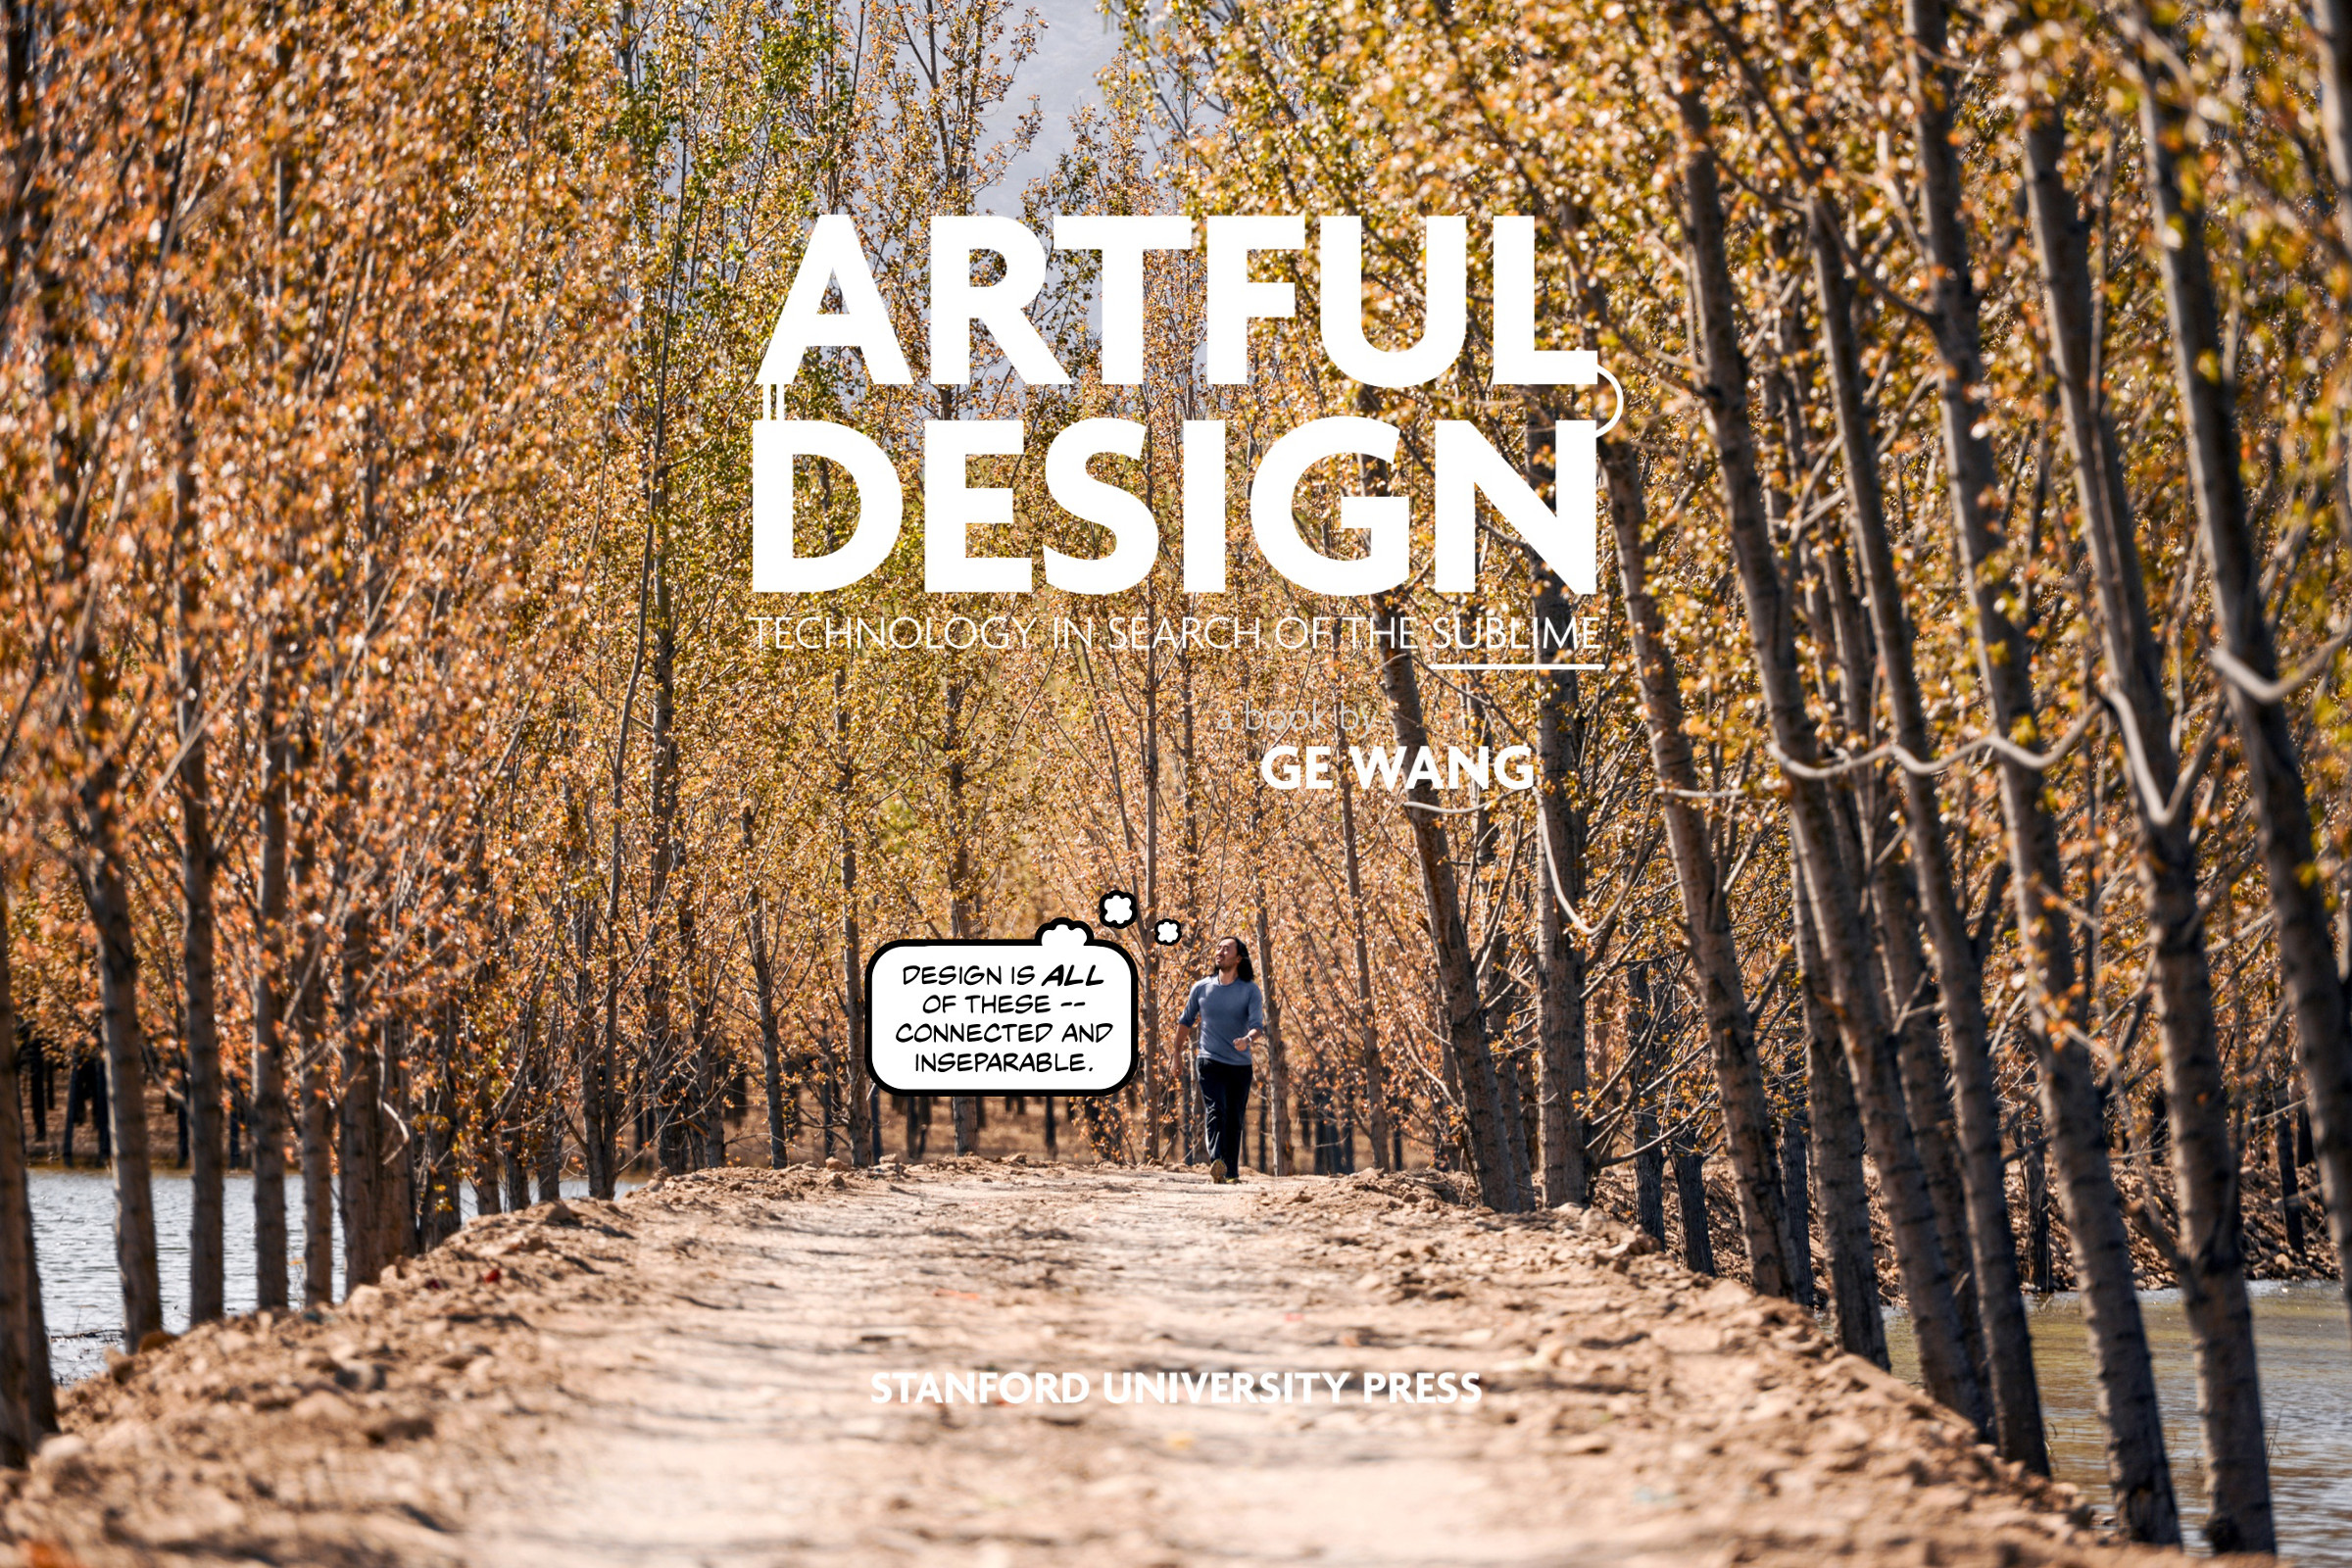 ARTFUL
DESIGN
TECHNOLOGY IN SEARCH OF THE SUBLIME
a book by
GE WANG
DESIGN IS ALL
OF THESE --
CONNECTED AND
INSEPARABLE.
STANFORD UNIVERSITY PRESS